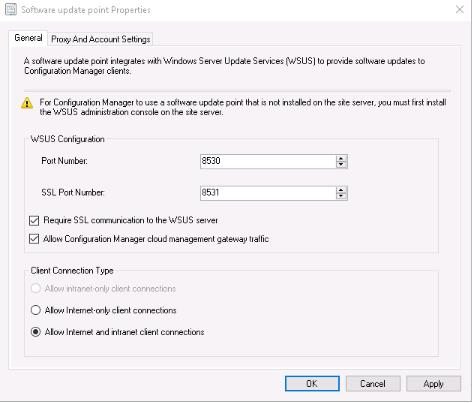 Software update point Properties
General
Proxy And Account Settings
A software update point integrates with Windows Server Update Services (WSUS) to provide software updates to
Configuration Manager clients.
For Configuration Manager to use a software update point that is not installed on the site server, you must first install
the WSUS administration console on the site server.
WSUS Configuration
Port Number:
8530
SSL Port Number:
8531
Require SSL communication to the WSUS server
Allow Configuration Manager cloud management gateway traffic
Client Connection Type
Allow intranet-only client connections
Allow Internet-only client connections
Allow Internet and intranet client connections
OK
Cancel
Apply